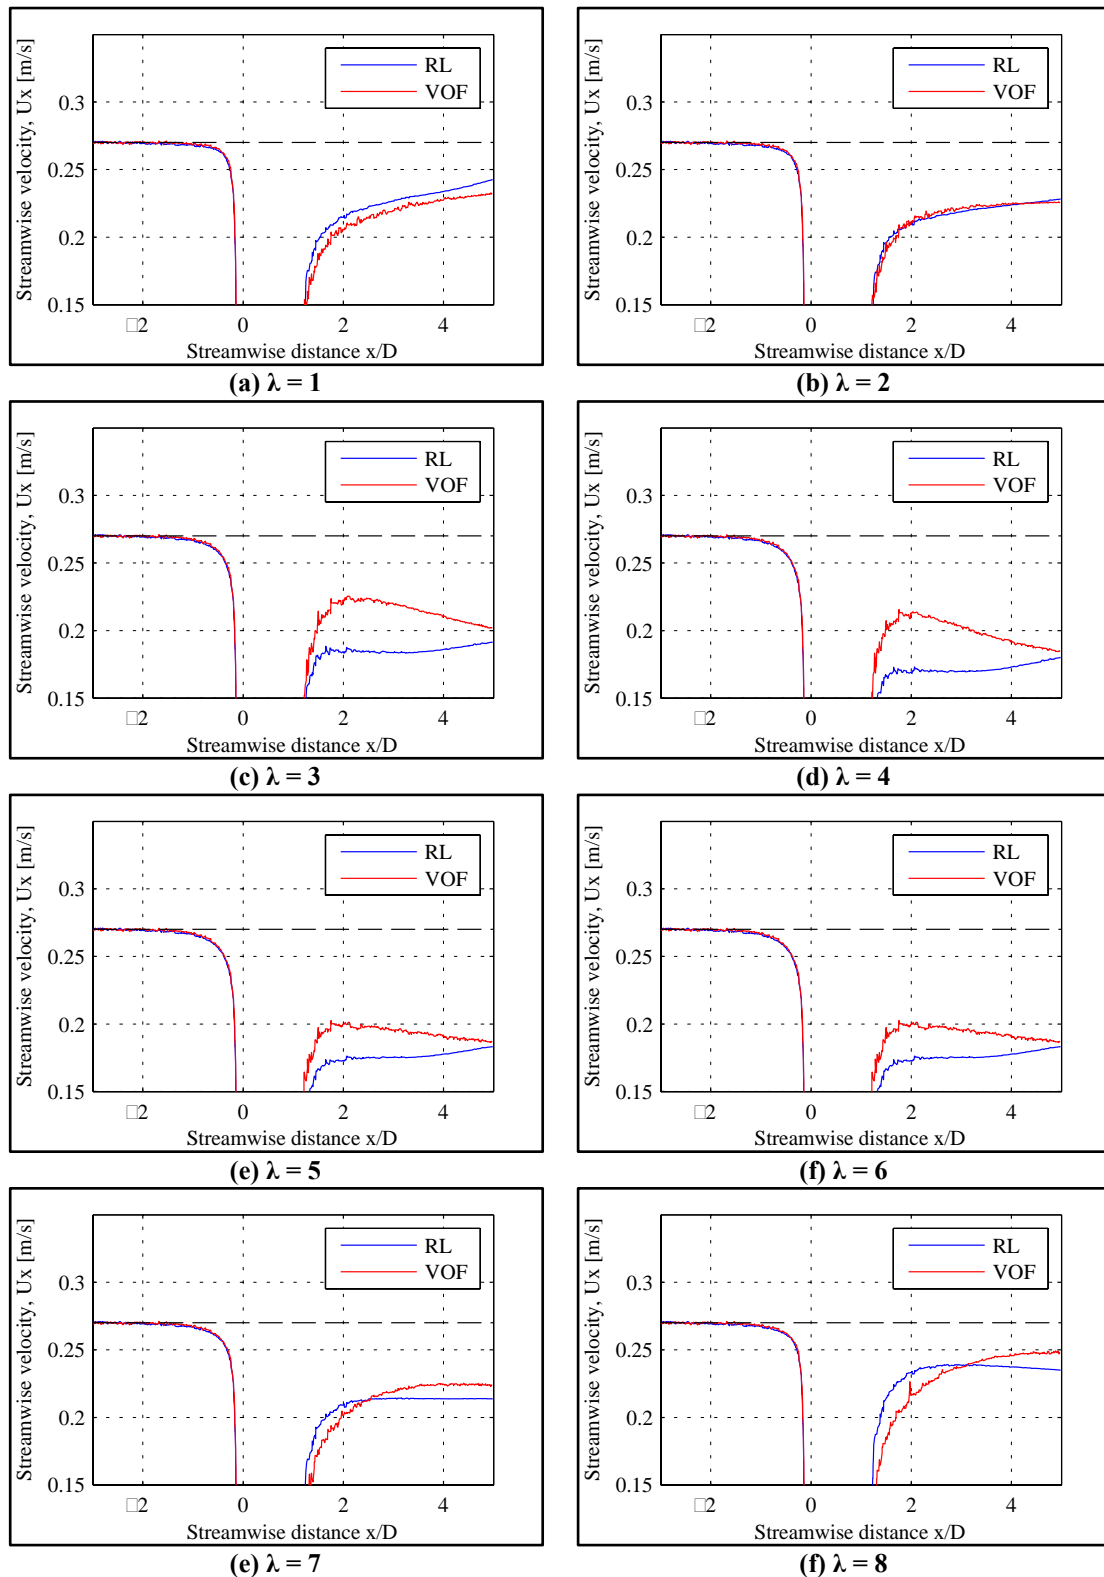 RL
VOF
Streamwise velocity, Ux [m/s]
0.3
0.25
0.2
0.15
□2 0 2 4
Streamwise distance x/D
(a) λ = 1
RL
VOF
Streamwise velocity, Ux [m/s]
0.3
0.25
0.2
0.15
□2 0 2 4
Streamwise distance x/D
(b) λ = 2
RL
VOF
Streamwise velocity, Ux [m/s]
0.3
0.25
0.2
0.15
□2 0 2 4
Streamwise distance x/D
(c) λ = 3
RL
VOF
Streamwise velocity, Ux [m/s]
0.3
0.25
0.2
0.15
□2 0 2 4
Streamwise distance x/D
(d) λ = 4
RL
VOF
Streamwise velocity, Ux [m/s]
0.3
0.25
0.2
0.15
□2 0 2 4
Streamwise distance x/D
(e) λ = 5
RL
VOF
Streamwise velocity, Ux [m/s]
0.3
0.25
0.2
0.15
□2 0 2 4
Streamwise distance x/D
(f) λ = 6
RL
VOF
Streamwise velocity, Ux [m/s]
0.3
0.25
0.2
0.15
□2 0 2 4
Streamwise distance x/D
(e) λ = 7
RL
VOF
Streamwise velocity, Ux [m/s]
0.3
0.25
0.2
0.15
□2 0 2 4
Streamwise distance x/D
(f) λ = 8